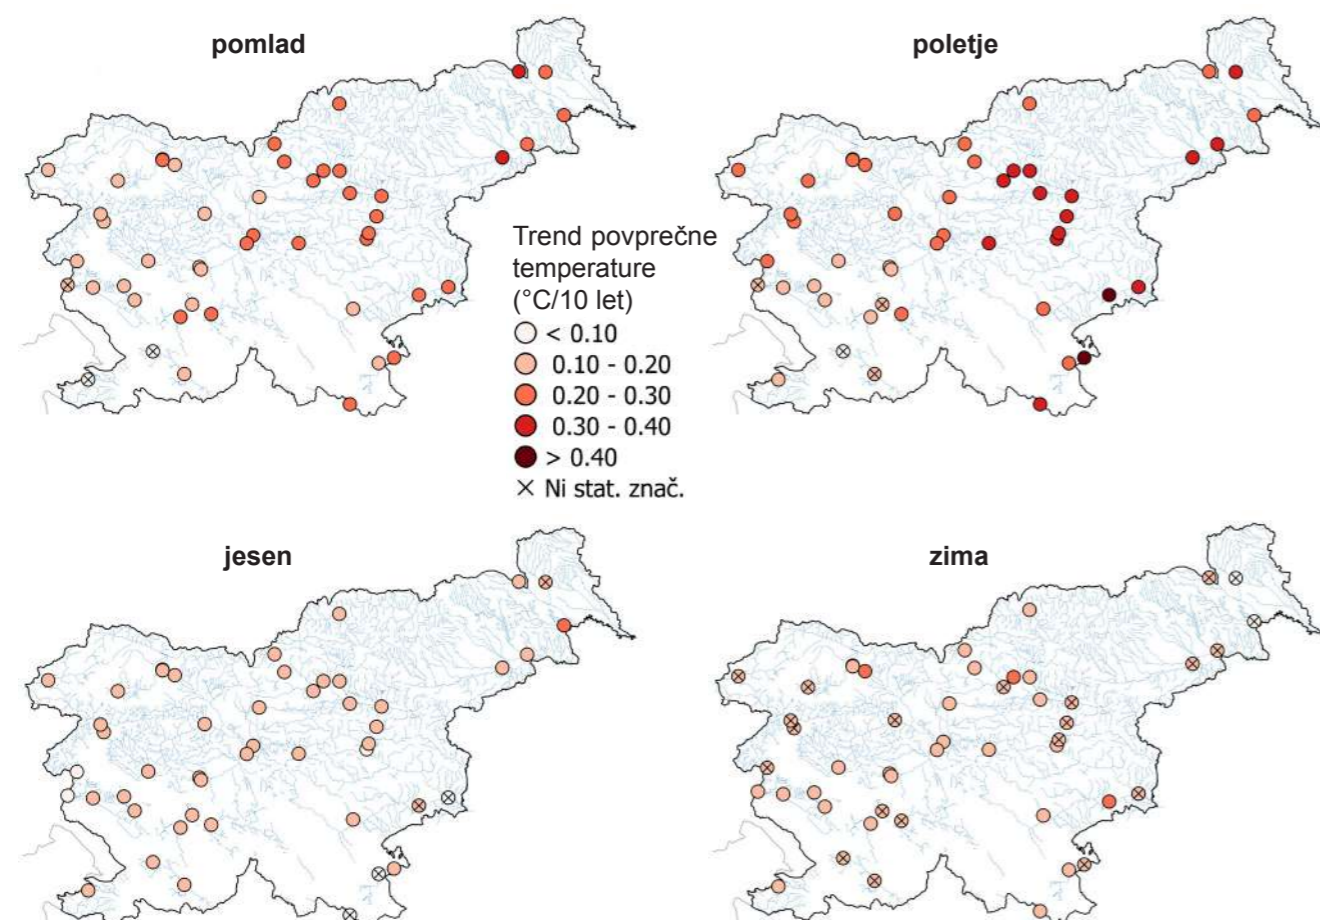 pomlad
poletje
Trend povprečne
temperature
(°C/10 let)
< 0.10
0.10 - 0.20
0.20 - 0.30
0.30 - 0.40
> 0.40
Ni stat. znač.
jesen
zima